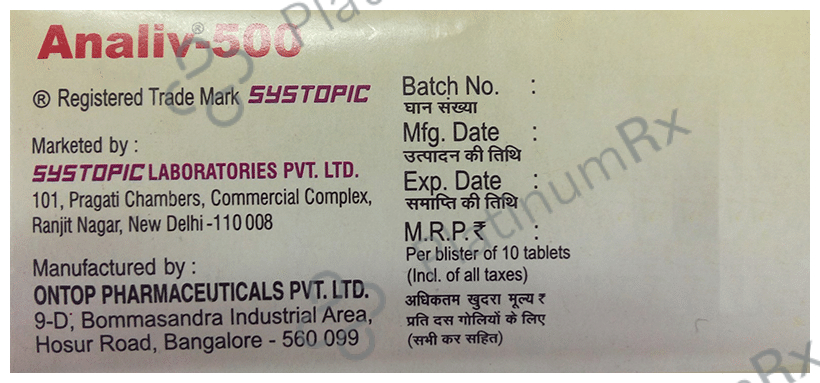 Analiv®-500
® Registered Trade Mark SYSTOPIC
Marketed by :
SYSTOPIC LABORATORIES PVT. LTD.
101, Pragati Chambers, Commercial Complex,
Ranjit Nagar, New Delhi-110 008
Manufactured by :
ONTOP PHARMACEUTICALS PVT. LTD.
9-D, Bommasandra Industrial Area,
Hosur Road, Bangalore - 560 099
Batch No. :
घान संख्या
Mfg. Date :
उत्पादन की तिथि
Exp. Date :
समाप्ति की तिथि
M.R.P.₹ :
Per blister of 10 tablets
(Incl. of all taxes)
अधिकतम खुदरा मूल्य ₹
प्रति दस गोलियों के लिए
(सभी कर सहित)
PlatinumRx